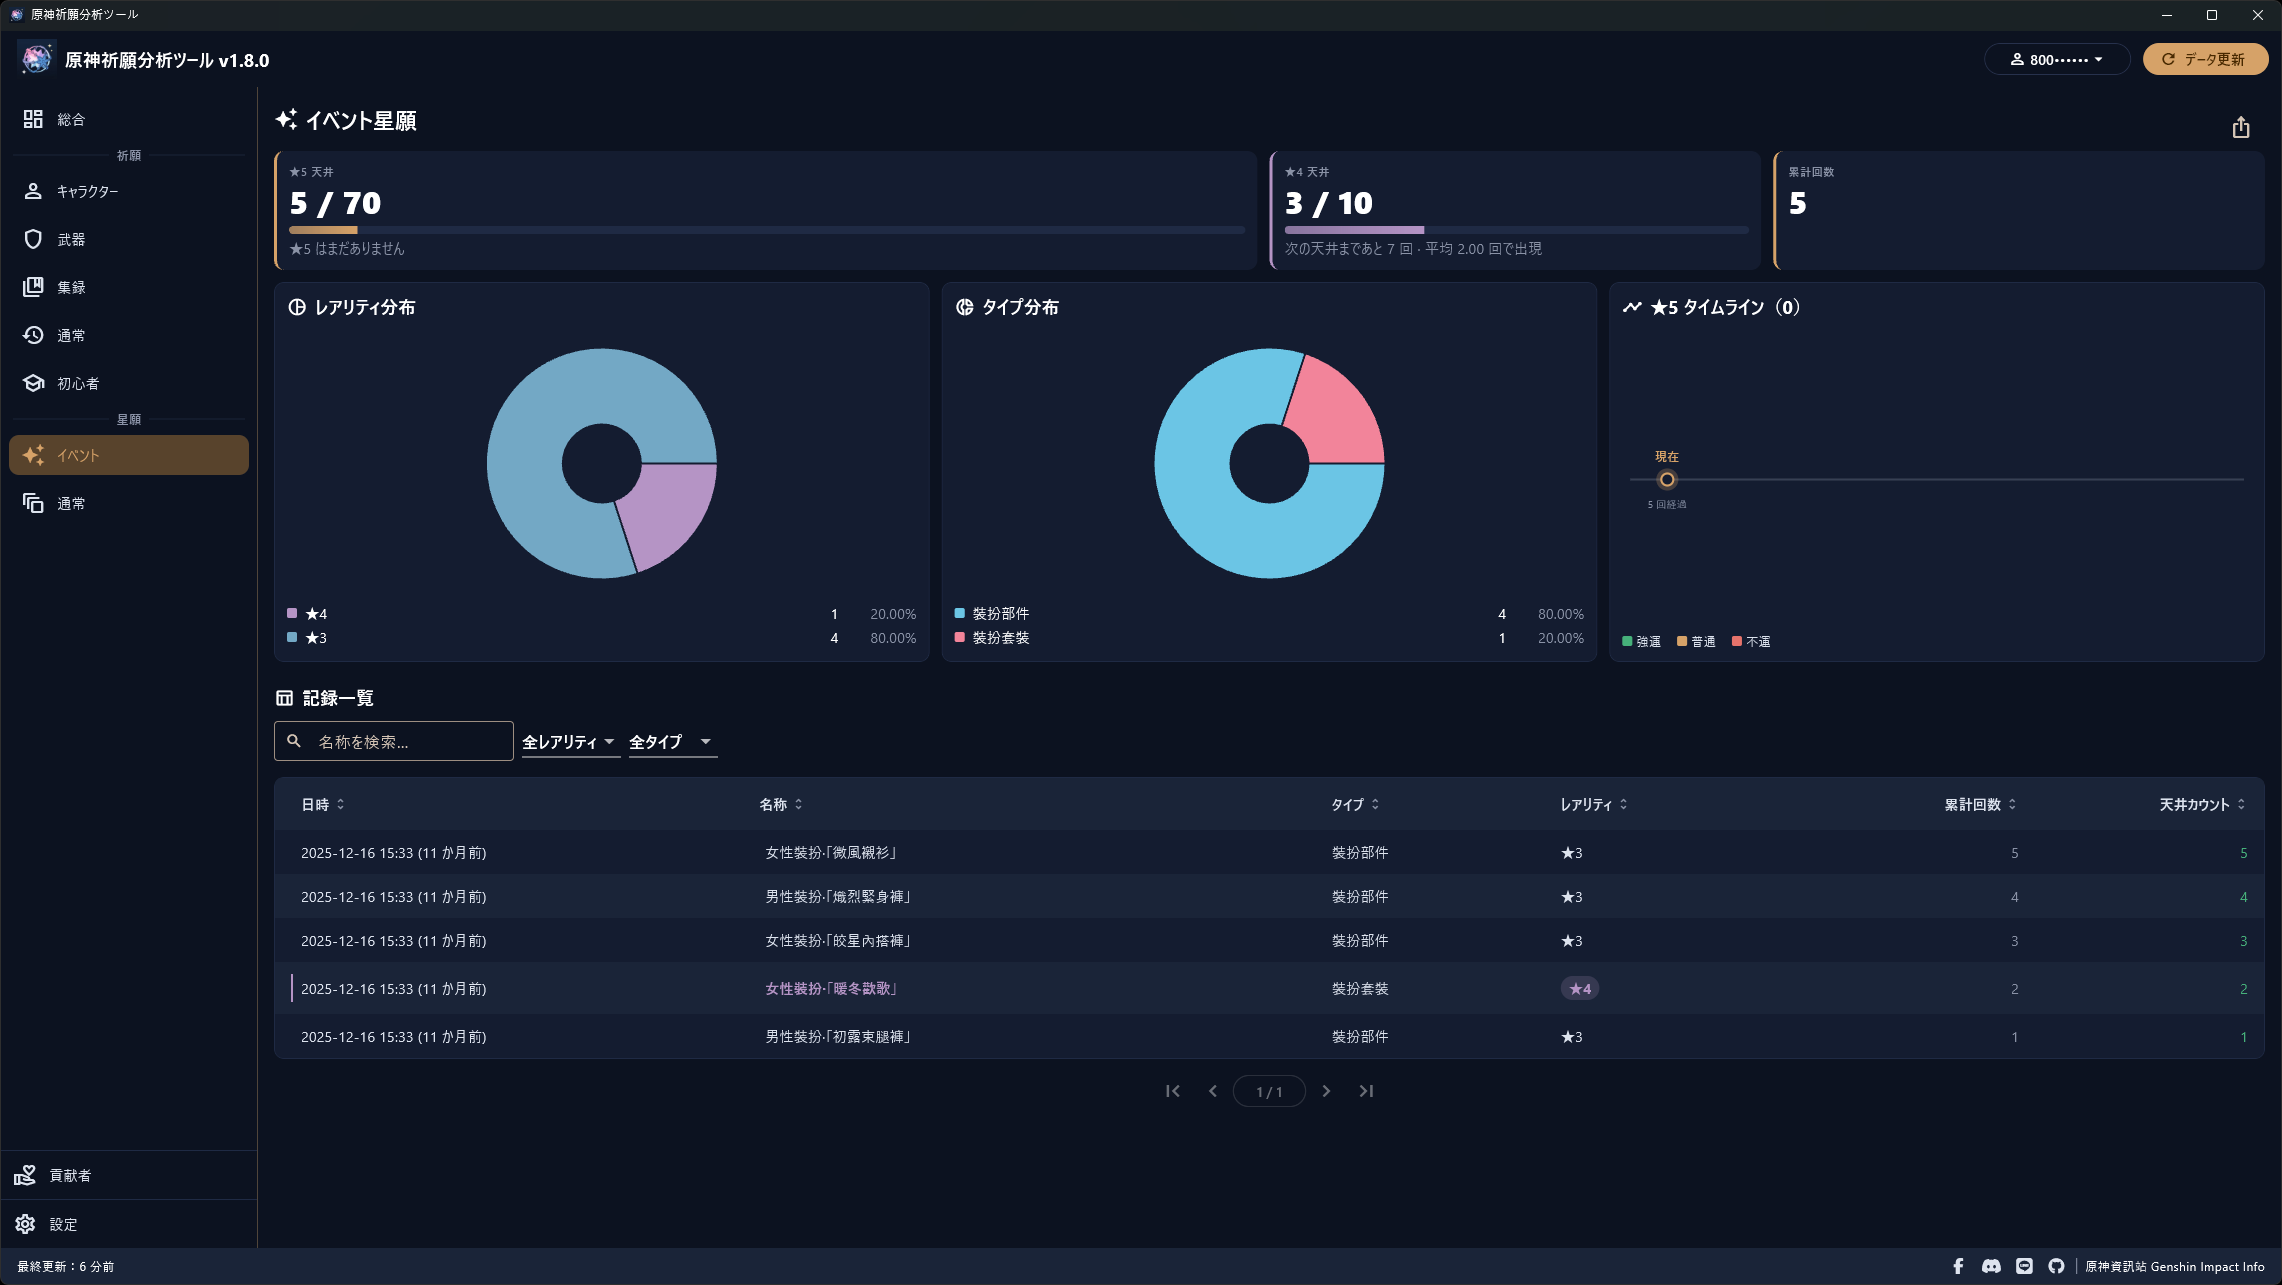 原神祈願分析ツール
原神祈願分析ツール v1.8.0
800••••••
データ更新
総合
祈願
キャラクター
武器
集録
通常
初心者
星願
イベント
通常
貢献者
設定
イベント星願
★5 天井
5 / 70
★5 はまだありません
★4 天井
3 / 10
次の天井まであと 7 回 · 平均 2.00 回で出現
累計回数
5
レアリティ分布
★4 1 20.00%
★3 4 80.00%
タイプ分布
裝扮部件 4 80.00%
裝扮套裝 1 20.00%
★5 タイムライン（0）
現在
5 回経過
強運 普通 不運
記録一覧
名称を検索...
全レアリティ
全タイプ
日時 名称 タイプ レアリティ 累計回数 天井カウント
2025-12-16 15:33 (11 か月前) 女性裝扮·「微風襯衫」 裝扮部件 ★3 5 5
2025-12-16 15:33 (11 か月前) 男性裝扮·「熾烈緊身褲」 裝扮部件 ★3 4 4
2025-12-16 15:33 (11 か月前) 女性裝扮·「皎星內搭褲」 裝扮部件 ★3 3 3
2025-12-16 15:33 (11 か月前) 女性裝扮·「暖冬歡歌」 裝扮套裝 ★4 2 2
2025-12-16 15:33 (11 か月前) 男性裝扮·「初露束腿褲」 裝扮部件 ★3 1 1
1 / 1
最終更新：6 分前
原神資訊站 Genshin Impact Info